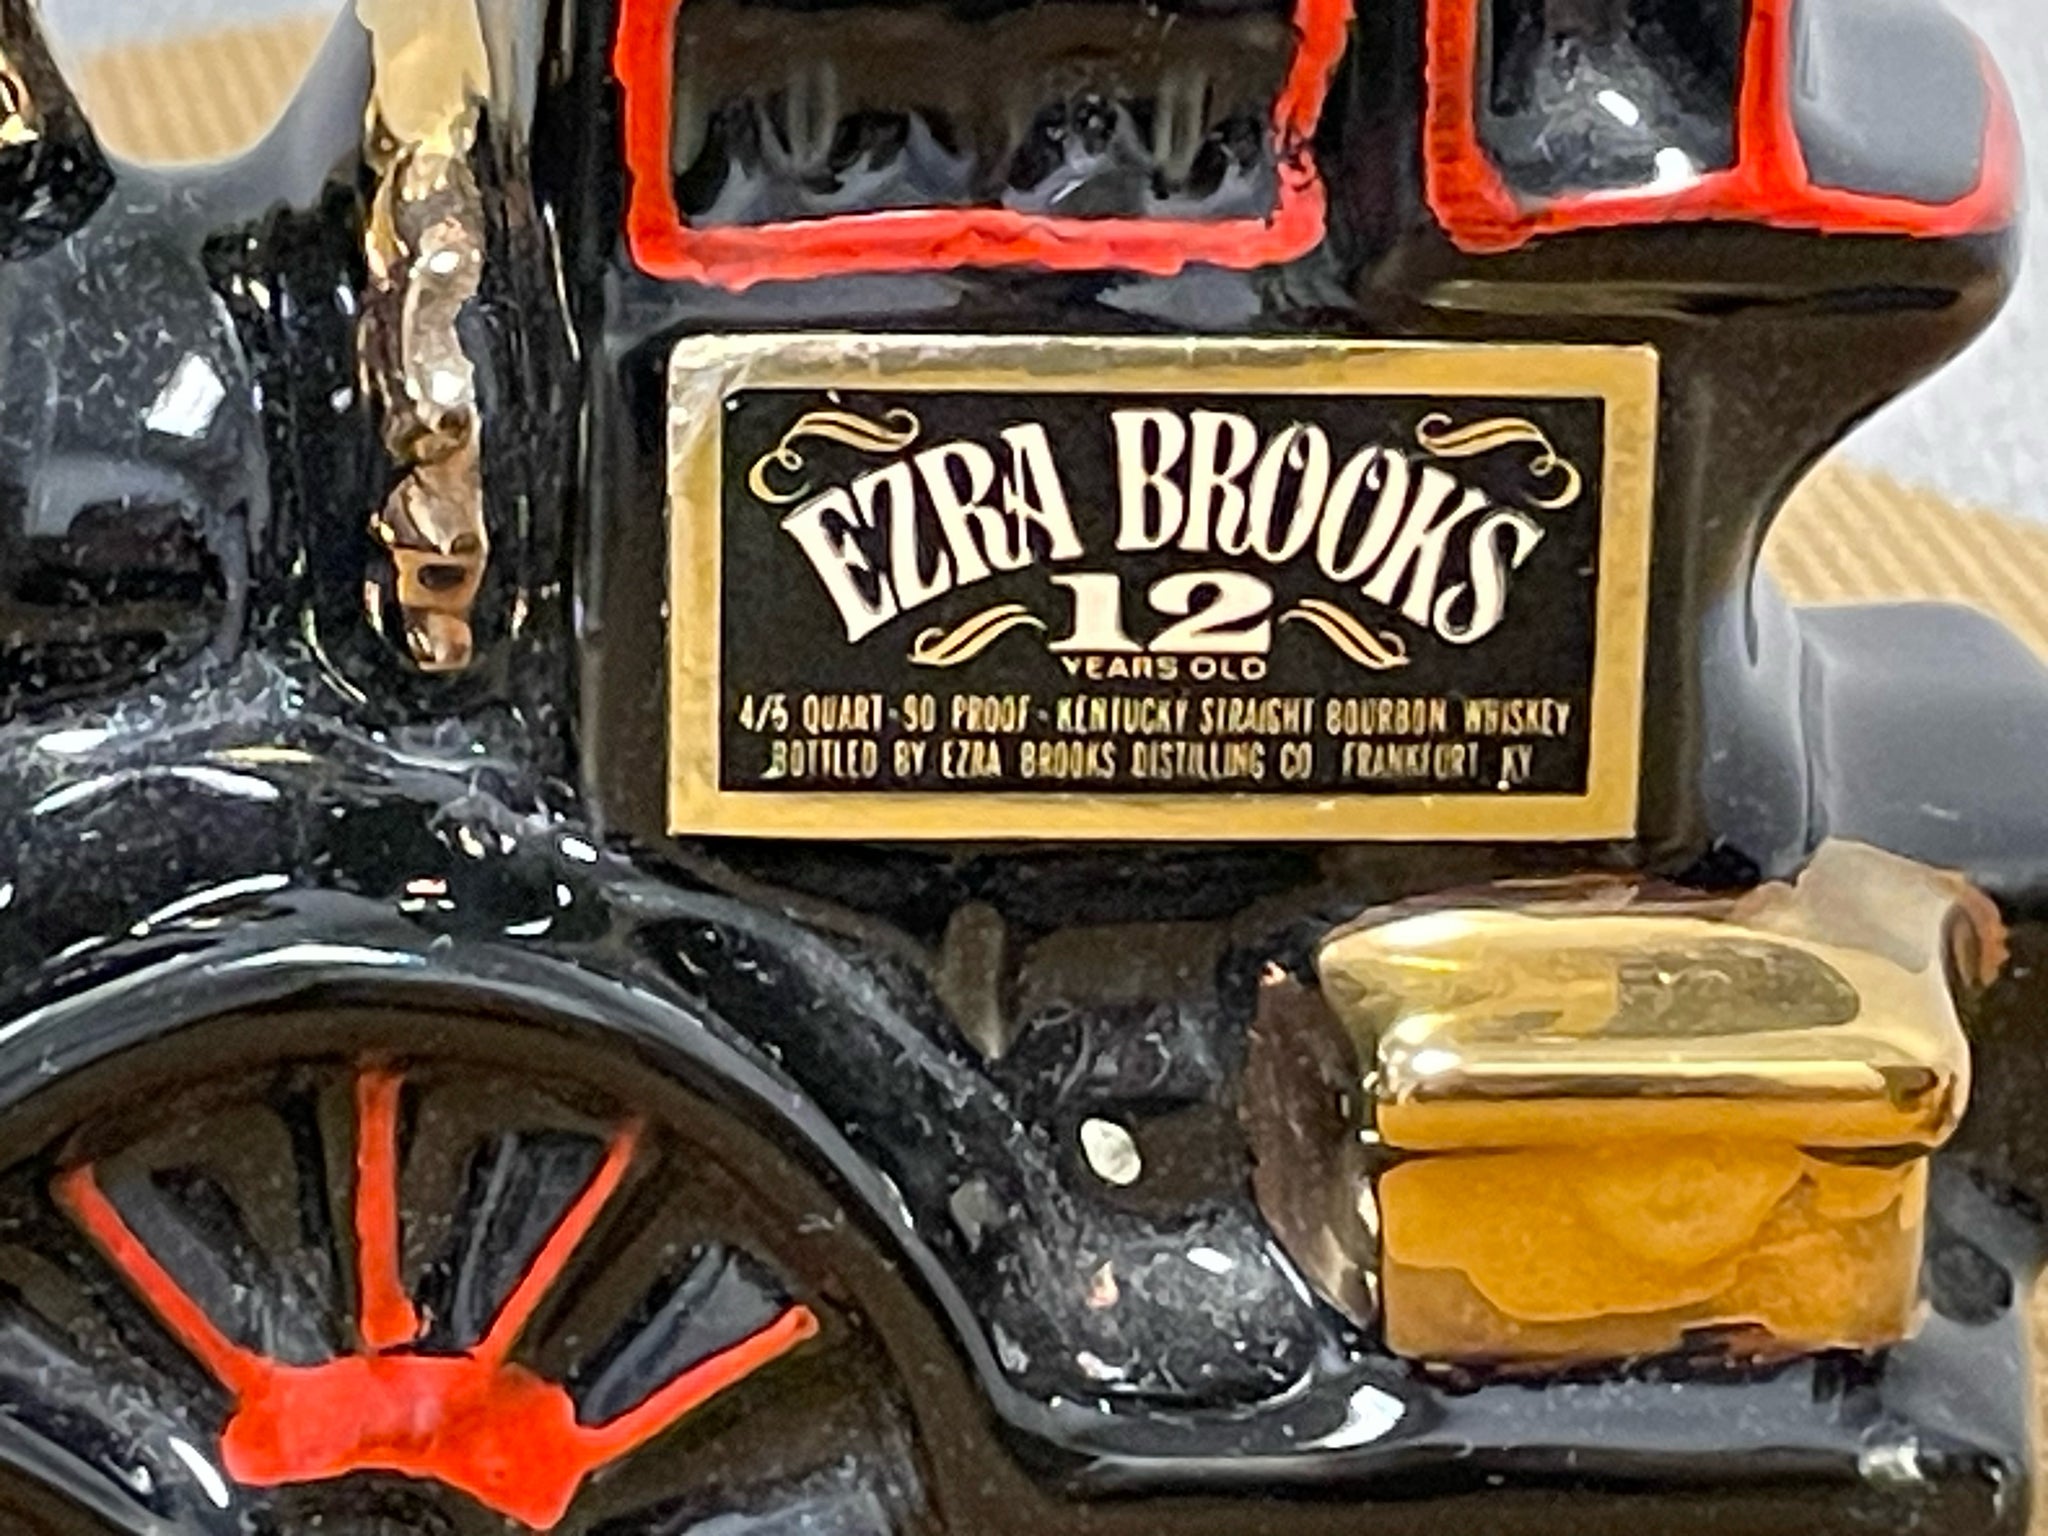 EZRA BROOKS
12
YEARS OLD
4/5 QUART · 90 PROOF · KENTUCKY STRAIGHT BOURBON WHISKEY
BOTTLED BY EZRA BROOKS DISTILLING CO FRANKFORT, KY